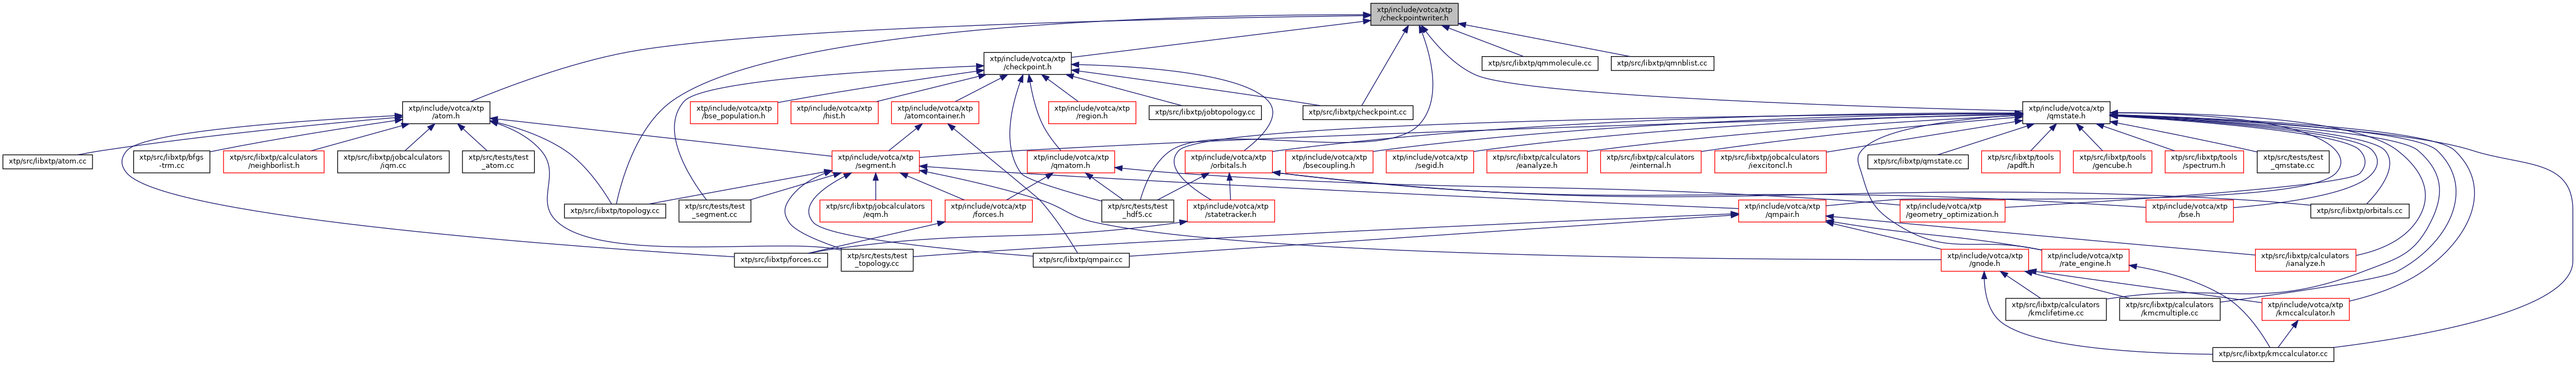 xtp/include/votca/xtp
/checkpointwriter.h
xtp/include/votca/xtp
/checkpoint.h
xtp/src/libxtp/qmmolecule.cc
xtp/src/libxtp/qmnblist.cc
xtp/include/votca/xtp
/atom.h
xtp/include/votca/xtp
/bse_population.h
xtp/include/votca/xtp
/hist.h
xtp/include/votca/xtp
/atomcontainer.h
xtp/include/votca/xtp
/region.h
xtp/src/libxtp/jobtopology.cc
xtp/src/libxtp/checkpoint.cc
xtp/include/votca/xtp
/qmstate.h
xtp/src/libxtp/atom.cc
xtp/src/libxtp/bfgs
-trm.cc
xtp/src/libxtp/calculators
/neighborlist.h
xtp/src/libxtp/jobcalculators
/iqm.cc
xtp/src/tests/test
_atom.cc
xtp/include/votca/xtp
/segment.h
xtp/include/votca/xtp
/qmatom.h
xtp/include/votca/xtp
/orbitals.h
xtp/include/votca/xtp
/bsecoupling.h
xtp/include/votca/xtp
/segid.h
xtp/src/libxtp/calculators
/eanalyze.h
xtp/src/libxtp/calculators
/einternal.h
xtp/src/libxtp/jobcalculators
/iexcitoncl.h
xtp/src/libxtp/qmstate.cc
xtp/src/libxtp/tools
/apdft.h
xtp/src/libxtp/tools
/gencube.h
xtp/src/libxtp/tools
/spectrum.h
xtp/src/tests/test
_qmstate.cc
xtp/src/libxtp/topology.cc
xtp/src/tests/test
_segment.cc
xtp/src/libxtp/jobcalculators
/eqm.h
xtp/include/votca/xtp
/forces.h
xtp/src/tests/test
_hdf5.cc
xtp/include/votca/xtp
/statetracker.h
xtp/include/votca/xtp
/qmpair.h
xtp/include/votca/xtp
/geometry_optimization.h
xtp/include/votca/xtp
/bse.h
xtp/src/libxtp/orbitals.cc
xtp/src/libxtp/forces.cc
xtp/src/tests/test
_topology.cc
xtp/src/libxtp/qmpair.cc
xtp/include/votca/xtp
/gnode.h
xtp/include/votca/xtp
/rate_engine.h
xtp/src/libxtp/calculators
/ianalyze.h
xtp/src/libxtp/calculators
/kmclifetime.cc
xtp/src/libxtp/calculators
/kmcmultiple.cc
xtp/include/votca/xtp
/kmccalculator.h
xtp/src/libxtp/kmccalculator.cc